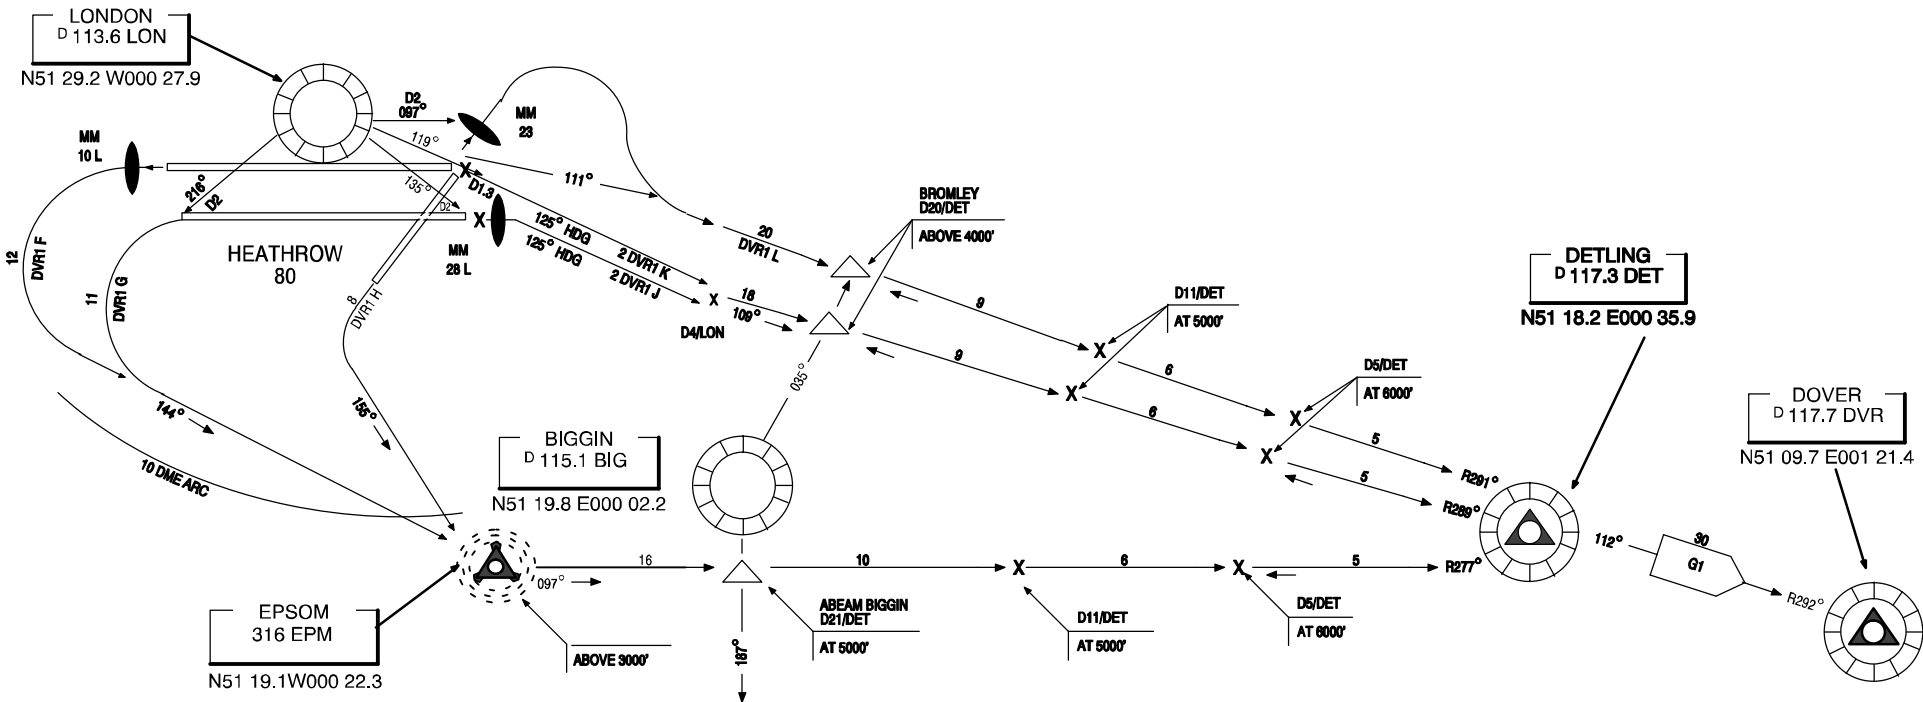 LONDON
D 113.6 LON
N51 29.2 W000 27.9
D2
097°
MM
23
119°
MM
10 L
216°
D2
135°
D1.3
D2
111°
125° HDG
2 DVR1 K
125° HDG
2 DVR1 J
HEATHROW
80
MM
28 L
12
DVR1 F
11
DVR1 G
8
DVR1 H
20
DVR1 L
BROMLEY
D20/DET
ABOVE 4000'
18
109°
D4/LON
9
D11/DET
AT 5000'
9
6
6
D5/DET
AT 6000'
5
5
R291°
R289°
DETLING
D 117.3 DET
N51 18.2 E000 35.9
DOVER
D 117.7 DVR
N51 09.7 E001 21.4
035°
144°
155°
10 DME ARC
BIGGIN
D 115.1 BIG
N51 19.8 E000 02.2
097°
16
10
6
5
R277°
112°
30
G1
R292°
EPSOM
316 EPM
N51 19.1W000 22.3
ABOVE 3000'
187°
ABEAM BIGGIN
D21/DET
AT 5000'
D11/DET
AT 5000'
D5/DET
AT 6000'